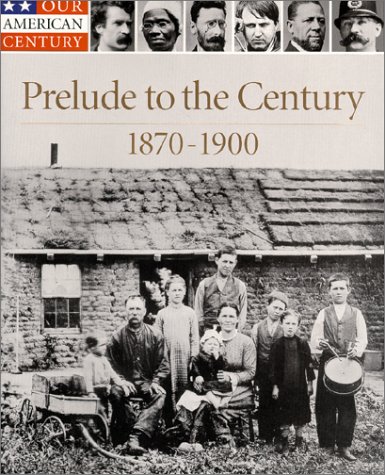 OUR
AMERICAN
CENTURY
Prelude to the Century
1870-1900